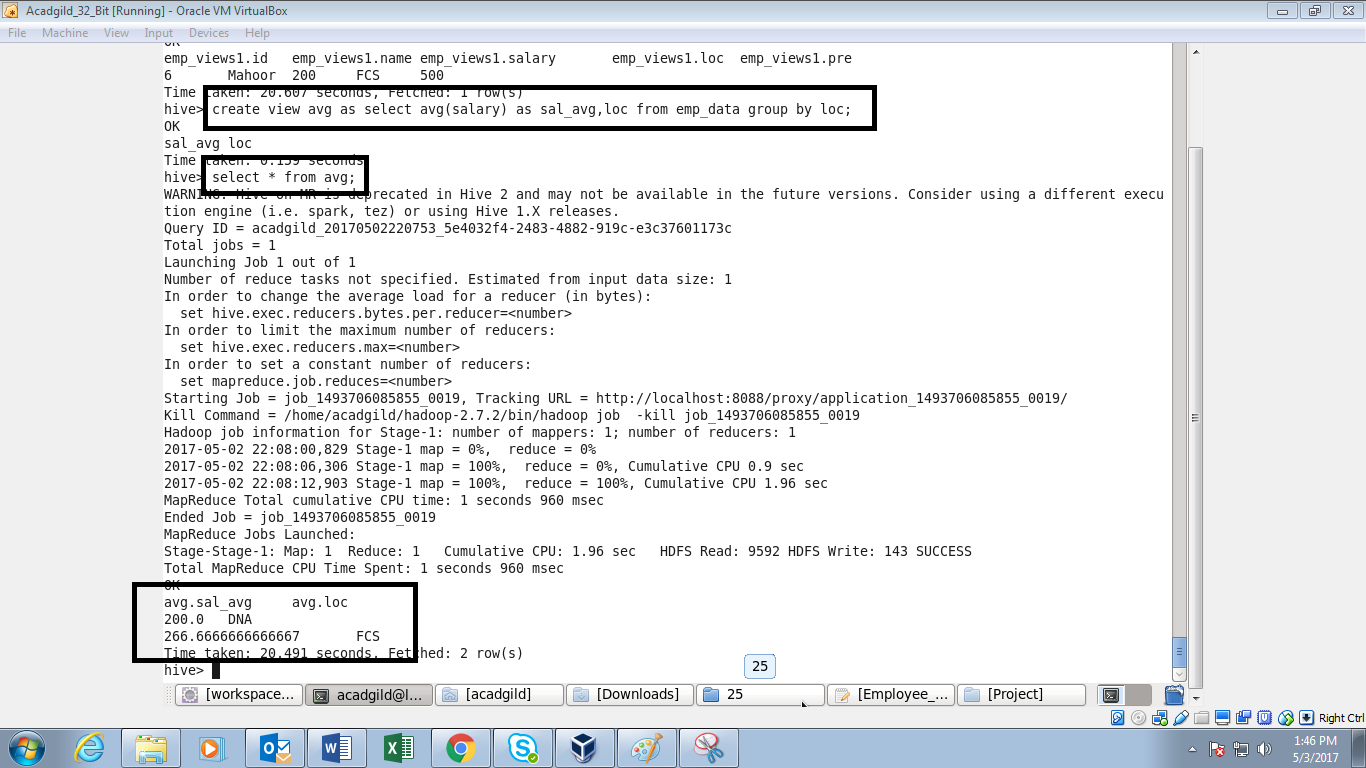 Acadgild_32_Bit [Running] - Oracle VM VirtualBox
File Machine View Input Devices Help
OK
emp_views1.id emp_views1.name emp_views1.salary emp_views1.loc emp_views1.pre
6 Mahoor 200 FCS 500
Time taken: 20.607 seconds, Fetched: 1 row(s)
hive> create view avg as select avg(salary) as sal_avg,loc from emp_data group by loc;
OK
sal_avg loc
Time taken: 0.159 seconds
hive> select * from avg;
WARNING: Hive-on-MR is deprecated in Hive 2 and may not be available in the future versions. Consider using a different execu
tion engine (i.e. spark, tez) or using Hive 1.X releases.
Query ID = acadgild_20170502220753_5e4032f4-2483-4882-919c-e3c37601173c
Total jobs = 1
Launching Job 1 out of 1
Number of reduce tasks not specified. Estimated from input data size: 1
In order to change the average load for a reducer (in bytes):
set hive.exec.reducers.bytes.per.reducer=<number>
In order to limit the maximum number of reducers:
set hive.exec.reducers.max=<number>
In order to set a constant number of reducers:
set mapreduce.job.reduces=<number>
Starting Job = job_1493706085855_0019, Tracking URL = http://localhost:8088/proxy/application_1493706085855_0019/
Kill Command = /home/acadgild/hadoop-2.7.2/bin/hadoop job -kill job_1493706085855_0019
Hadoop job information for Stage-1: number of mappers: 1; number of reducers: 1
2017-05-02 22:08:00,829 Stage-1 map = 0%, reduce = 0%
2017-05-02 22:08:06,306 Stage-1 map = 100%, reduce = 0%, Cumulative CPU 0.9 sec
2017-05-02 22:08:12,903 Stage-1 map = 100%, reduce = 100%, Cumulative CPU 1.96 sec
MapReduce Total cumulative CPU time: 1 seconds 960 msec
Ended Job = job_1493706085855_0019
MapReduce Jobs Launched:
Stage-Stage-1: Map: 1 Reduce: 1 Cumulative CPU: 1.96 sec HDFS Read: 9592 HDFS Write: 143 SUCCESS
Total MapReduce CPU Time Spent: 1 seconds 960 msec
OK
avg.sal_avg avg.loc
200.0 DNA
266.6666666666667 FCS
Time taken: 20.491 seconds, Fetched: 2 row(s)
hive>
25
[workspace... acadgild@l... [acadgild] [Downloads] 25 [Employee_... [Project]
Right Ctrl
1:46 PM
5/3/2017